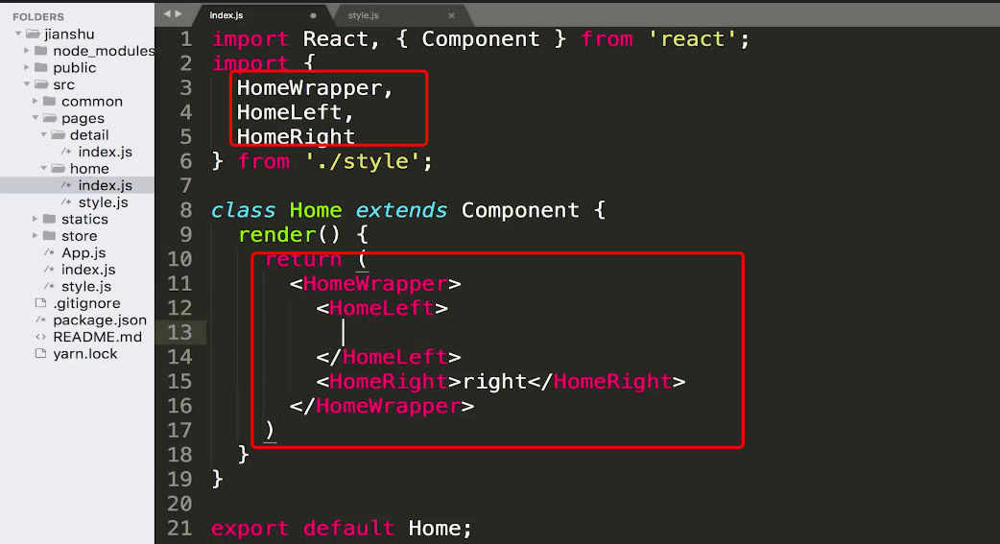 FOLDERS
jianshu
node_modules
public
src
common
pages
detail
/* index.js
home
/* index.js
/* style.js
statics
store
/* App.js
/* index.js
/* style.js
.gitignore
/* package.json
<> README.md
yarn.lock
index.js
style.js ×
1 import React, { Component } from 'react';
2 import {
3 HomeWrapper,
4 HomeLeft,
5 HomeRight
6 } from './style';
7
8 class Home extends Component {
9 render() {
10 return (
11 <HomeWrapper>
12 <HomeLeft>
13
14 </HomeLeft>
15 <HomeRight>right</HomeRight>
16 </HomeWrapper>
17 )
18 }
19 }
20
21 export default Home;